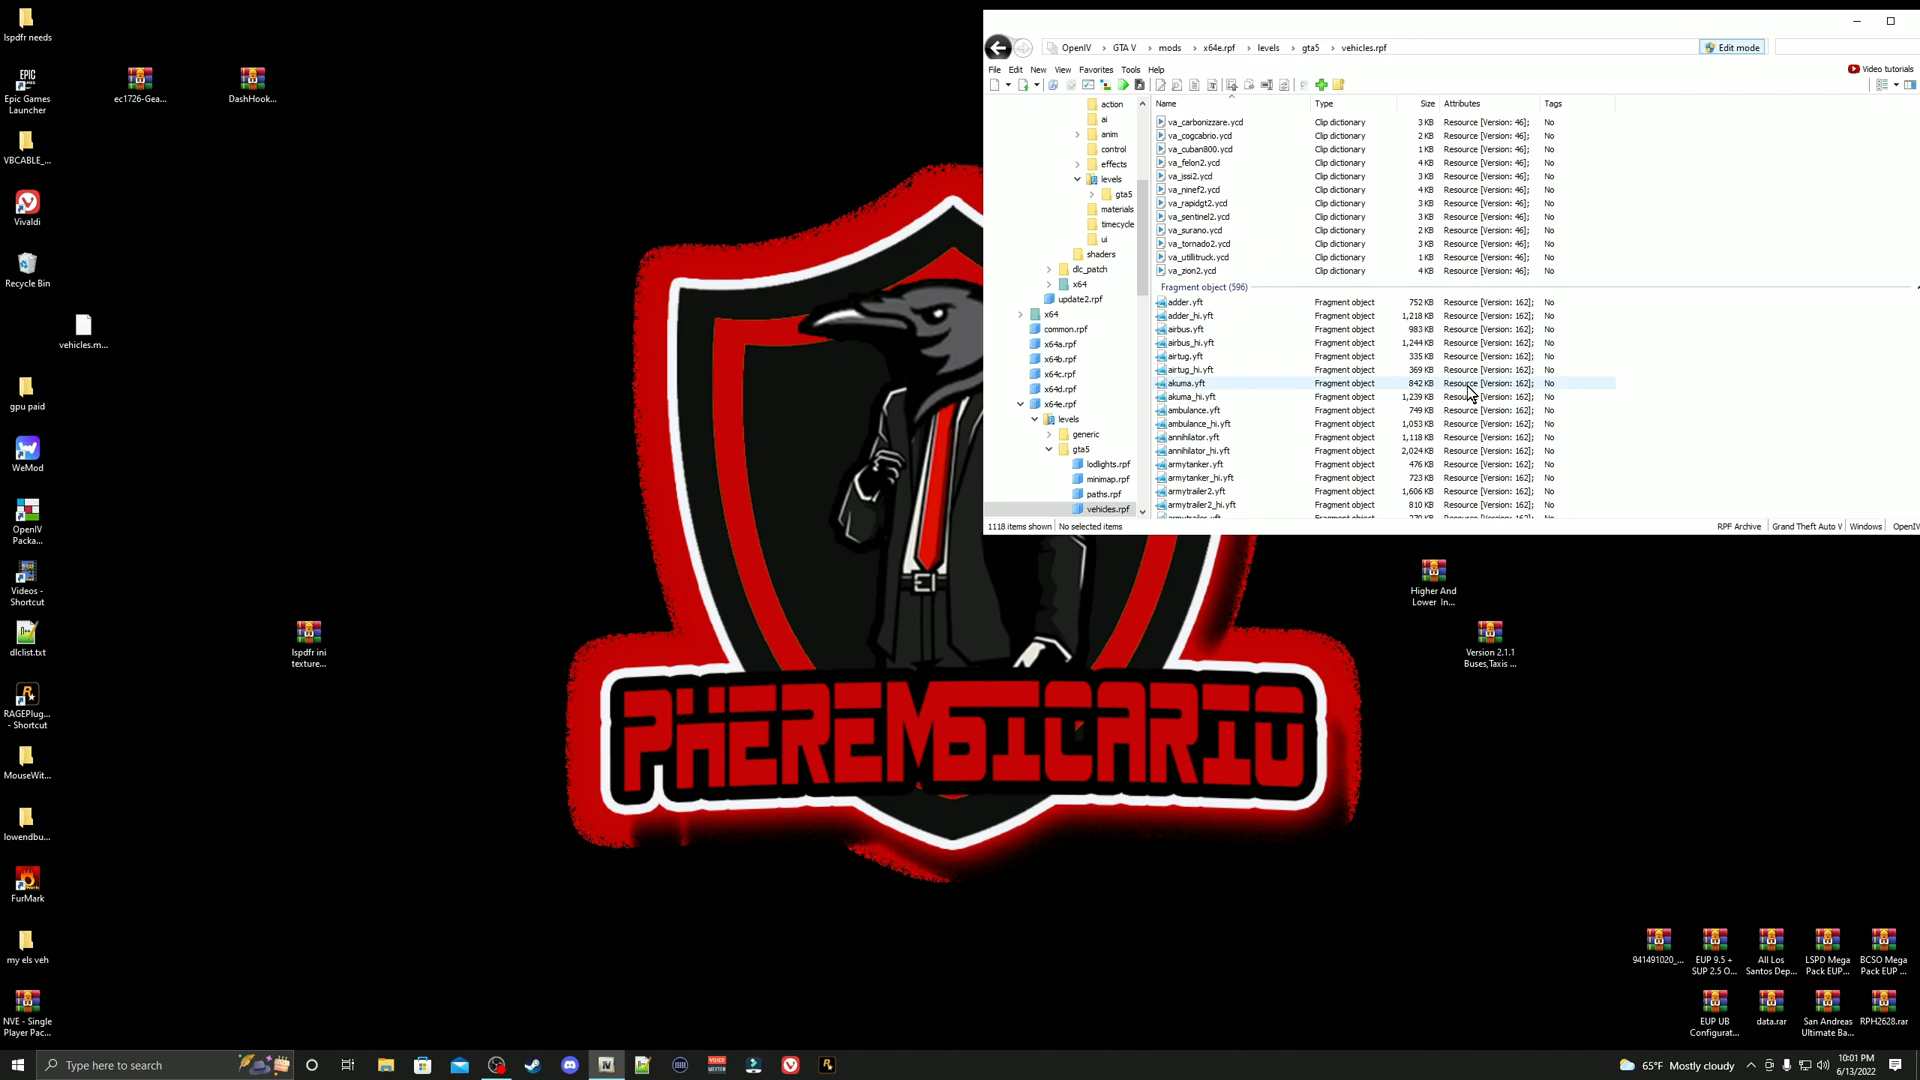 lspdfr needs
Epic Games
Launcher
VBCABLE_...
Vivaldi
Recycle Bin
vehicles.m...
gpu paid
WeMod
OpenIV
Packa...
Videos -
Shortcut
dlclist.txt
RAGEPlug...
- Shortcut
MouseWit...
lowendbu...
FurMark
my els veh
NVE - Single
Player Pac...
ec1726-Gea...
DashHook...
lspdfr ini
texture...
PHEREMBICARIO
OpenIV
GTA V
mods
x64e.rpf
levels
gta5
vehicles.rpf
Edit mode
File Edit New View Favorites Tools Help
Video tutorials
action
ai
anim
control
effects
levels
gta5
materials
timecycle
ui
shaders
dlc_patch
x64
update2.rpf
x64
common.rpf
x64a.rpf
x64b.rpf
x64c.rpf
x64d.rpf
x64e.rpf
levels
generic
gta5
lodlights.rpf
minimap.rpf
paths.rpf
vehicles.rpf
Name Type Size Attributes Tags
va_carbonizzare.ycd Clip dictionary 3 KB Resource [Version: 46]; No
va_cogcabrio.ycd Clip dictionary 2 KB Resource [Version: 46]; No
va_cuban800.ycd Clip dictionary 1 KB Resource [Version: 46]; No
va_felon2.ycd Clip dictionary 4 KB Resource [Version: 46]; No
va_issi2.ycd Clip dictionary 3 KB Resource [Version: 46]; No
va_ninef2.ycd Clip dictionary 4 KB Resource [Version: 46]; No
va_rapidgt2.ycd Clip dictionary 3 KB Resource [Version: 46]; No
va_sentinel2.ycd Clip dictionary 3 KB Resource [Version: 46]; No
va_surano.ycd Clip dictionary 2 KB Resource [Version: 46]; No
va_tornado2.ycd Clip dictionary 3 KB Resource [Version: 46]; No
va_utillitruck.ycd Clip dictionary 1 KB Resource [Version: 46]; No
va_zion2.ycd Clip dictionary 4 KB Resource [Version: 46]; No
Fragment object (596)
adder.yft Fragment object 752 KB Resource [Version: 162]; No
adder_hi.yft Fragment object 1,218 KB Resource [Version: 162]; No
airbus.yft Fragment object 983 KB Resource [Version: 162]; No
airbus_hi.yft Fragment object 1,244 KB Resource [Version: 162]; No
airtug.yft Fragment object 335 KB Resource [Version: 162]; No
airtug_hi.yft Fragment object 369 KB Resource [Version: 162]; No
akuma.yft Fragment object 842 KB Resource [Version: 162]; No
akuma_hi.yft Fragment object 1,239 KB Resource [Version: 162]; No
ambulance.yft Fragment object 749 KB Resource [Version: 162]; No
ambulance_hi.yft Fragment object 1,053 KB Resource [Version: 162]; No
annihilator.yft Fragment object 1,118 KB Resource [Version: 162]; No
annihilator_hi.yft Fragment object 2,024 KB Resource [Version: 162]; No
armytanker.yft Fragment object 476 KB Resource [Version: 162]; No
armytanker_hi.yft Fragment object 723 KB Resource [Version: 162]; No
armytrailer2.yft Fragment object 1,606 KB Resource [Version: 162]; No
armytrailer2_hi.yft Fragment object 810 KB Resource [Version: 162]; No
1118 items shown No selected items
RPF Archive Grand Theft Auto V Windows OpenIV
Higher And
Lower In...
Version 2.1.1
Buses,Taxis ...
941491020_...
EUP 9.5 +
SUP 2.5 O...
All Los
Santos Dep...
LSPD Mega
Pack EUP...
BCSO Mega
Pack EUP ...
EUP UB
Configurat...
data.rar
San Andreas
Ultimate Ba...
RPH2628.rar
Type here to search
65°F Mostly cloudy
10:01 PM
6/13/2022